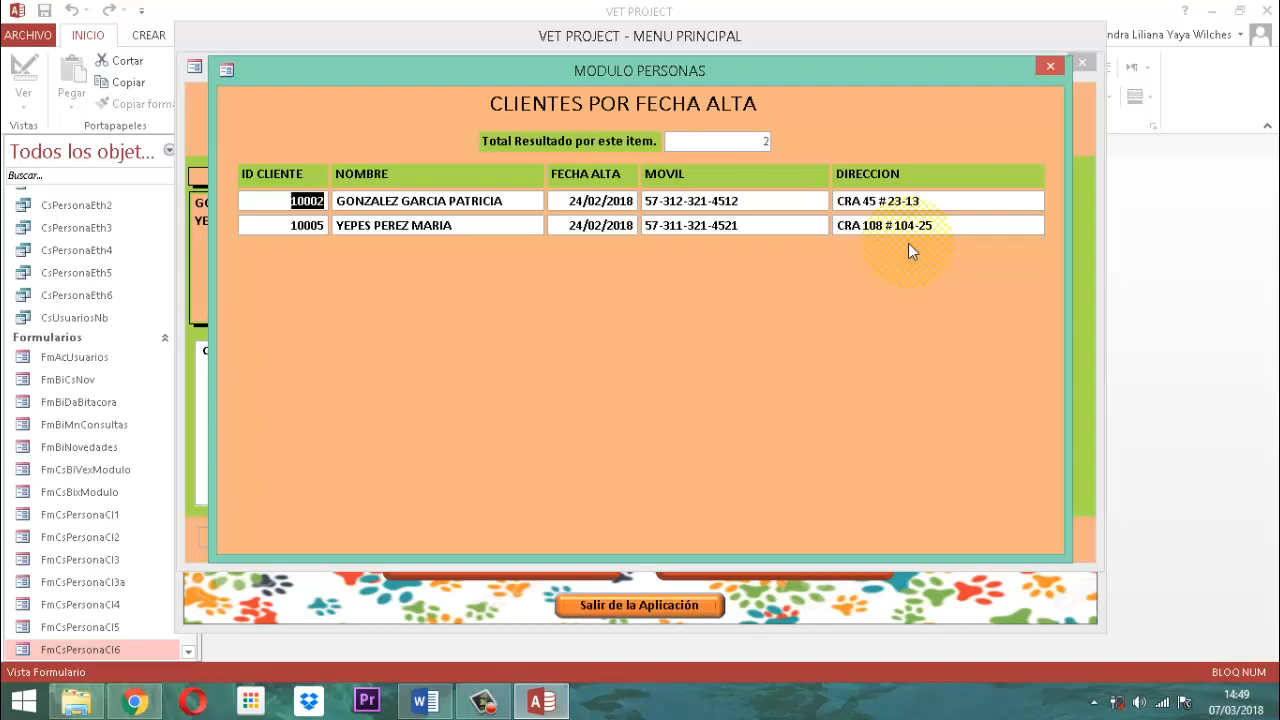 VET PROJECT
ARCHIVO INICIO CREAR
ndra Liliana Yaya Wilches
Ver
Pegar
Cortar
Copiar
Copiar form
Vistas
Portapapeles
VET PROJECT - MENU PRINCIPAL
MODULO PERSONAS
CLIENTES POR FECHA ALTA
Total Resultado por este item. 2
ID CLIENTE NOMBRE FECHA ALTA MOVIL DIRECCION
10002 GONZALEZ GARCIA PATRICIA 24/02/2018 57-312-321-4512 CRA 45 # 23-13
10005 YEPES PEREZ MARIA 24/02/2018 57-311-321-4521 CRA 108 # 104-25
Todos los objet...
Buscar...
CsPersonaEth2
CsPersonaEth3
CsPersonaEth4
CsPersonaEth5
CsPersonaEth6
CsUsuariosNb
Formularios
FmAcUsuarios
FmBiCsNov
FmBiDaBitacora
FmBiMnConsultas
FmBiNovedades
FmCsBiVexModulo
FmCsBixModulo
FmCsPersonaCl1
FmCsPersonaCl2
FmCsPersonaCl3
FmCsPersonaCl3a
FmCsPersonaCl4
FmCsPersonaCl5
FmCsPersonaCl6
GO
YE
Salir de la Aplicación
Vista Formulario
BLOQ NUM
Pr
14:49
07/03/2018